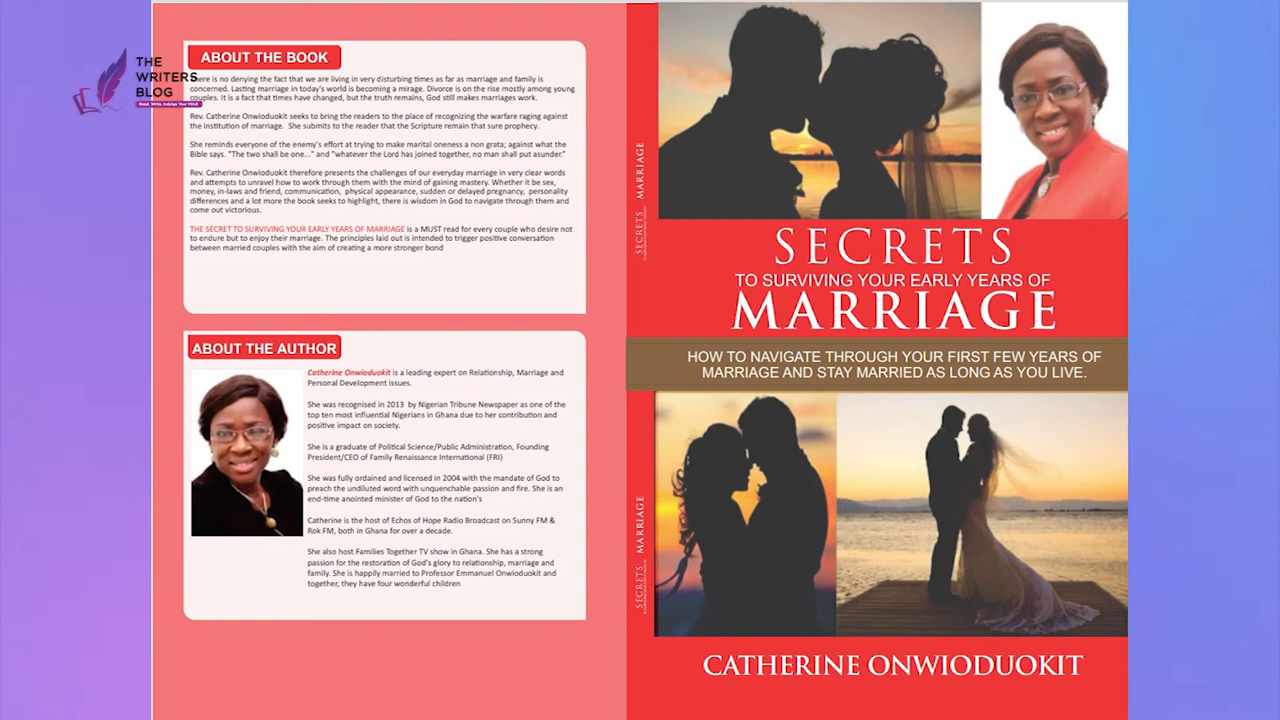 THE
WRITERS
BLOG
Read, Write, Indulge Your Mind!
ABOUT THE BOOK
here is no denying the fact that we are living in very disturbing times as far as marriage and family is
concerned. Lasting marriage in today's world is becoming a mirage. Divorce is on the rise mostly among young
couples. It is a fact that times have changed, but the truth remains, God still makes marriages work.
Rev. Catherine Onwioduokit seeks to bring the readers to the place of recognizing the warfare raging against
the institution of marriage. She submits to the reader that the Scripture remain that sure prophecy.
She reminds everyone of the enemy's effort at trying to make marital oneness a non grata; against what the
Bible says. "The two shall be one..." and "whatever the Lord has joined together, no man shall put asunder."
Rev. Catherine Onwioduokit therefore presents the challenges of our everyday marriage in very clear words
and attempts to unravel how to work through them with the mind of gaining mastery. Whether it be sex,
money, in-laws and friend, communication, physical appearance, sudden or delayed pregnancy, personality
differences and a lot more the book seeks to highlight, there is wisdom in God to navigate through them and
come out victorious.
THE SECRET TO SURVIVING YOUR EARLY YEARS OF MARRIAGE is a MUST read for every couple who desire not
to endure but to enjoy their marriage. The principles laid out is intended to trigger positive conversation
between married couples with the aim of creating a more stronger bond
ABOUT THE AUTHOR
Catherine Onwioduokit is a leading expert on Relationship, Marriage and
Personal Development issues.
She was recognised in 2013 by Nigerian Tribune Newspaper as one of the
top ten most influential Nigerians in Ghana due to her contribution and
positive impact on society.
She is a graduate of Political Science/Public Administration, Founding
President/CEO of Family Renaissance International (FRI)
She was fully ordained and licensed in 2004 with the mandate of God to
preach the undiluted word with unquenchable passion and fire. She is an
end-time anointed minister of God to the nation's
Catherine is the host of Echos of Hope Radio Broadcast on Sunny FM &
Rok FM, both in Ghana for over a decade.
She also host Families Together TV show in Ghana. She has a strong
passion for the restoration of God's glory to relationship, marriage and
family. She is happily married to Professor Emmanuel Onwioduokit and
together, they have four wonderful children
SECRETS MARRIAGE
SECRETS MARRIAGE
SECRETS
TO SURVIVING YOUR EARLY YEARS OF
MARRIAGE
HOW TO NAVIGATE THROUGH YOUR FIRST FEW YEARS OF
MARRIAGE AND STAY MARRIED AS LONG AS YOU LIVE.
CATHERINE ONWIODUOKIT